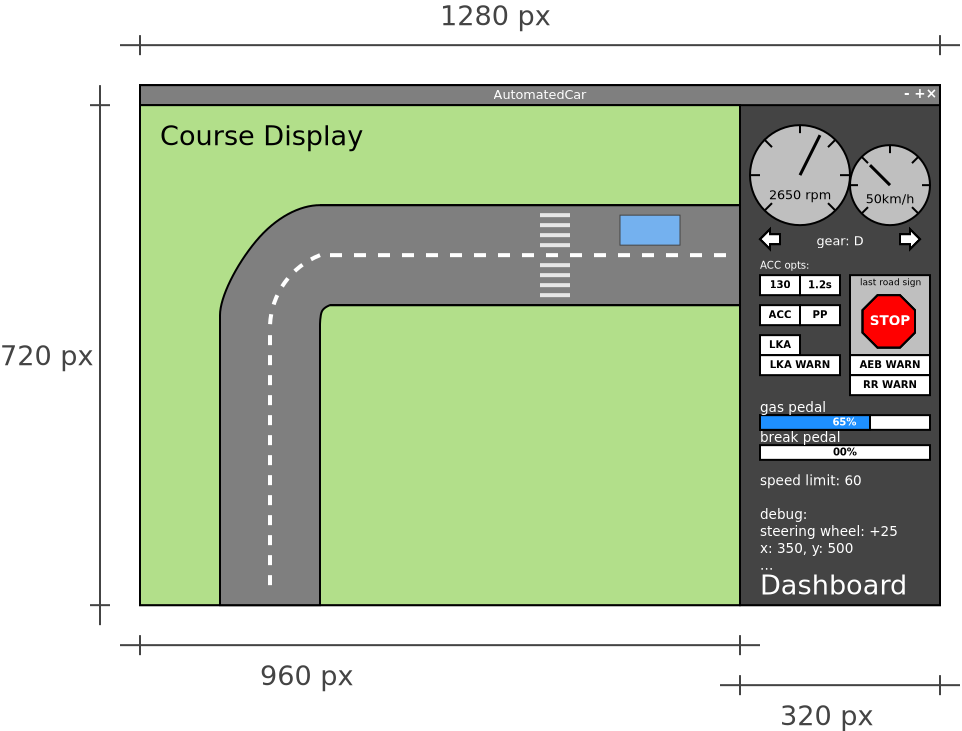 1280 px
AutomatedCar
- +×
Course Display
2650 rpm
50km/h
gear: D
ACC opts:
130
1.2s
last road sign
STOP
ACC
PP
LKA
LKA WARN
AEB WARN
RR WARN
gas pedal
65%
break pedal
00%
speed limit: 60
debug:
steering wheel: +25
x: 350, y: 500
...
Dashboard
720 px
960 px
320 px